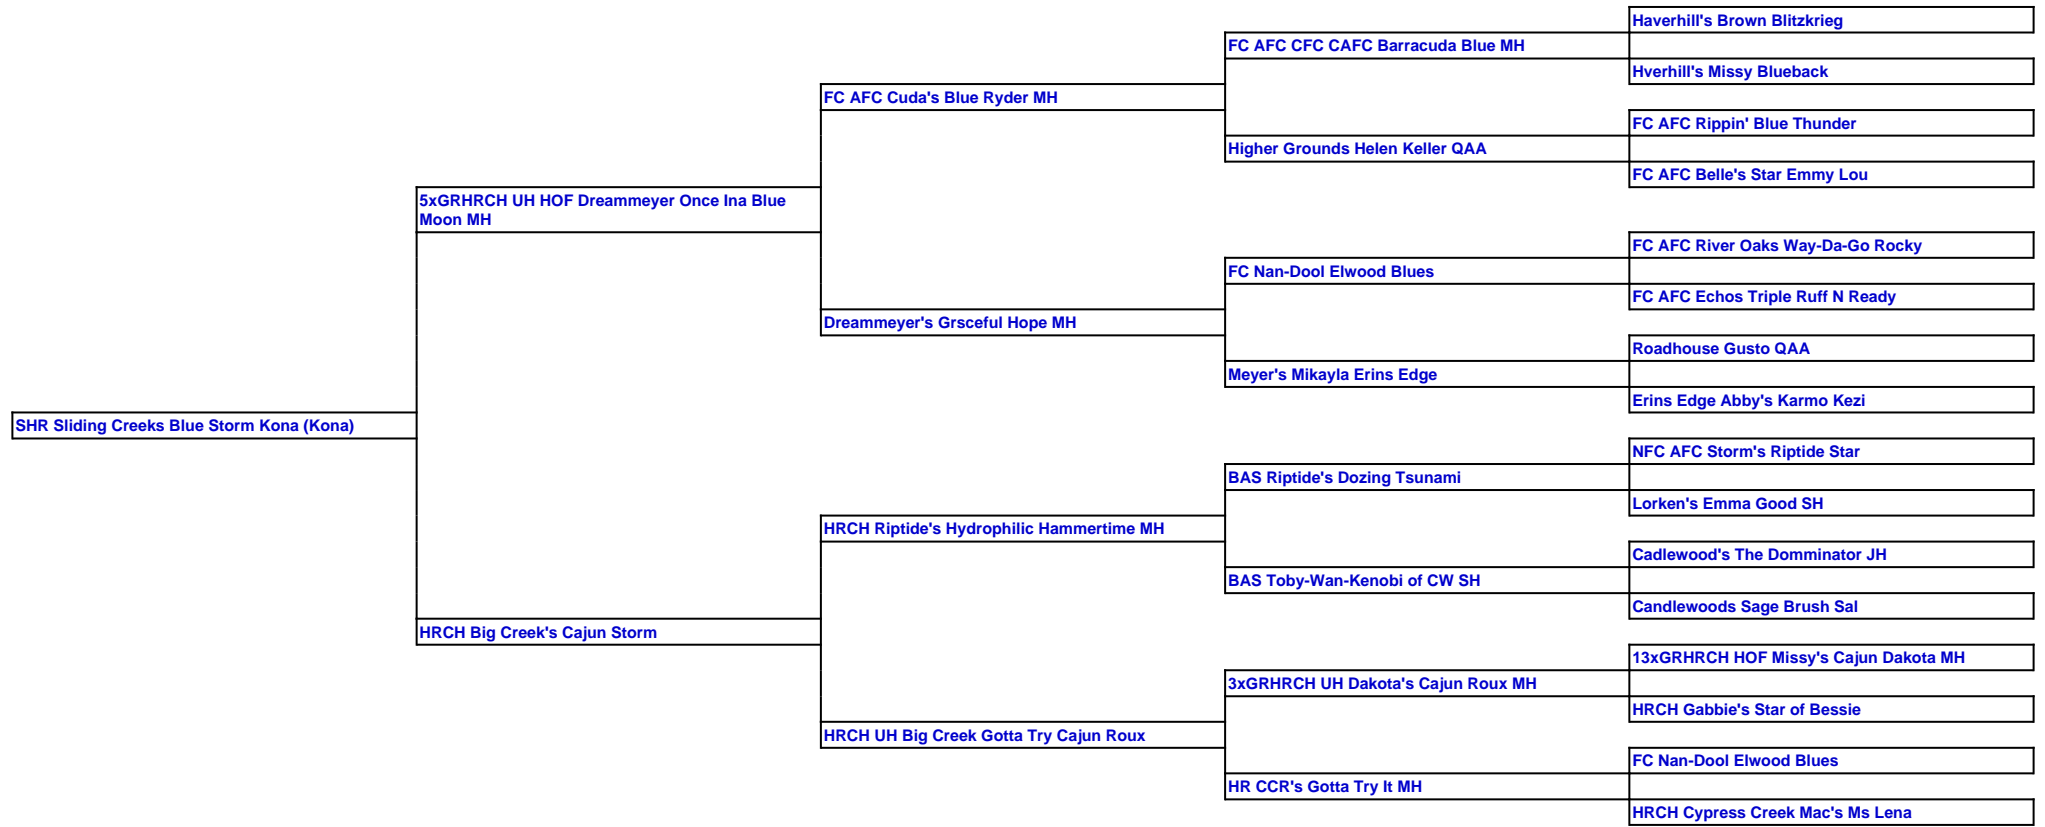 Haverhill's Brown Blitzkrieg
FC AFC CFC CAFC Barracuda Blue MH
Hverhill's Missy Blueback
FC AFC Cuda's Blue Ryder MH
FC AFC Rippin' Blue Thunder
Higher Grounds Helen Keller QAA
FC AFC Belle's Star Emmy Lou
5xGRHRCH UH HOF Dreammeyer Once Ina Blue
Moon MH
FC AFC River Oaks Way-Da-Go Rocky
FC Nan-Dool Elwood Blues
FC AFC Echos Triple Ruff N Ready
Dreammeyer's Grsceful Hope MH
Roadhouse Gusto QAA
Meyer's Mikayla Erins Edge
Erins Edge Abby's Karmo Kezi
SHR Sliding Creeks Blue Storm Kona (Kona)
NFC AFC Storm's Riptide Star
BAS Riptide's Dozing Tsunami
Lorken's Emma Good SH
HRCH Riptide's Hydrophilic Hammertime MH
Cadlewood's The Domminator JH
BAS Toby-Wan-Kenobi of CW SH
Candlewoods Sage Brush Sal
HRCH Big Creek's Cajun Storm
13xGRHRCH HOF Missy's Cajun Dakota MH
3xGRHRCH UH Dakota's Cajun Roux MH
HRCH Gabbie's Star of Bessie
HRCH UH Big Creek Gotta Try Cajun Roux
FC Nan-Dool Elwood Blues
HR CCR's Gotta Try It MH
HRCH Cypress Creek Mac's Ms Lena